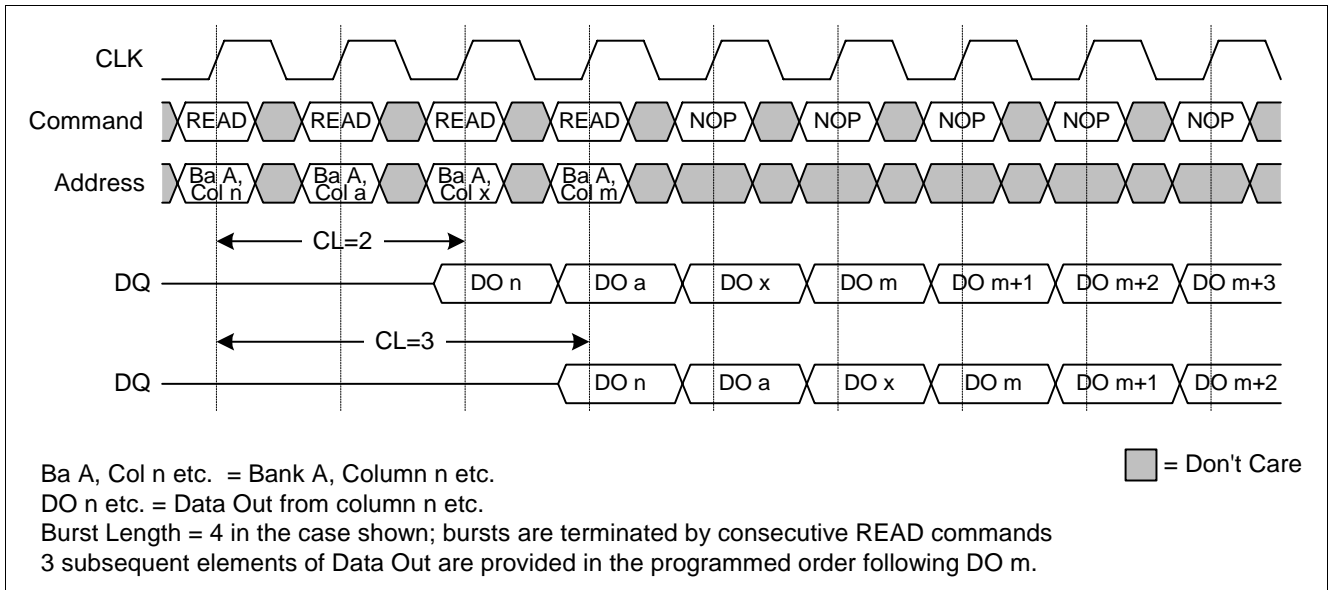 CLK
Command READ READ READ READ NOP NOP NOP NOP NOP
Address Ba A, Col n Ba A, Col a Ba A, Col x Ba A, Col m
CL=2
DQ DO n DO a DO x DO m DO m+1 DO m+2 DO m+3
CL=3
DQ DO n DO a DO x DO m DO m+1 DO m+2
Ba A, Col n etc. = Bank A, Column n etc.
= Don't Care
DO n etc. = Data Out from column n etc.
Burst Length = 4 in the case shown; bursts are terminated by consecutive READ commands
3 subsequent elements of Data Out are provided in the programmed order following DO m.